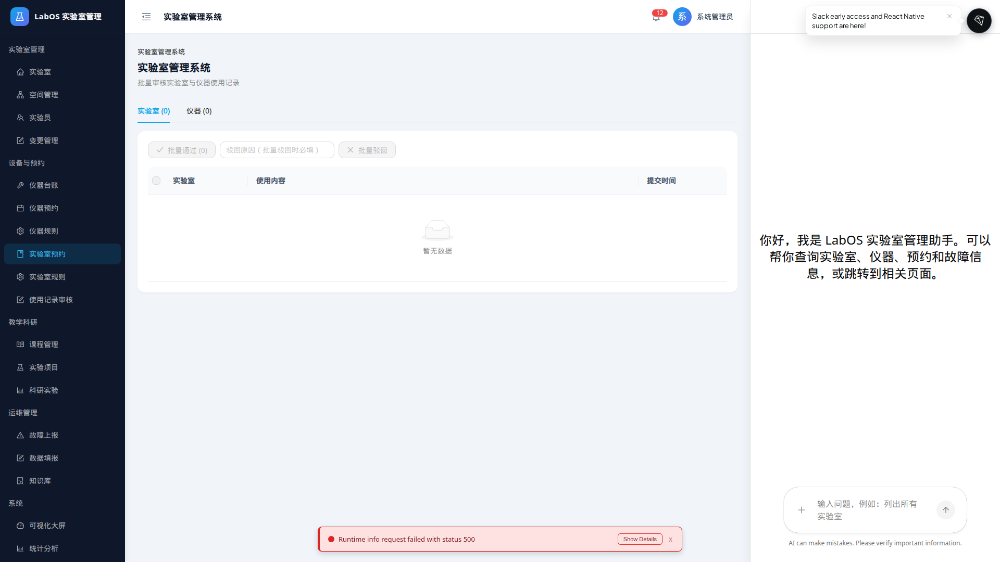 LabOS 实验室管理
实验室管理
实验室
空间管理
实验员
变更管理
设备与预约
仪器台账
仪器预约
仪器规则
实验室预约
实验室规则
使用记录审核
教学科研
课程管理
实验项目
科研实验
运维管理
故障上报
数据填报
知识库
系统
可视化大屏
统计分析
实验室管理系统
12
系
系统管理员
实验室管理系统
实验室管理系统
批量审核实验室与仪器使用记录
实验室 (0)
仪器 (0)
批量通过 (0)
驳回原因（批量驳回时必填）
批量驳回
实验室
使用内容
提交时间
暂无数据
Runtime info request failed with status 500
Show Details
X
Slack early access and React Native
support are here!
你好，我是 LabOS 实验室管理助手。可以
帮你查询实验室、仪器、预约和故障信
息，或跳转到相关页面。
输入问题，例如：列出所有
实验室
AI can make mistakes. Please verify important information.